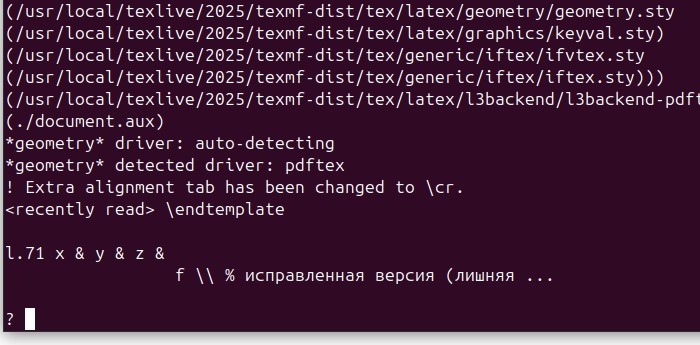 (/usr/local/texlive/2025/texmf-dist/tex/latex/geometry/geometry.sty
(/usr/local/texlive/2025/texmf-dist/tex/latex/graphics/keyval.sty)
(/usr/local/texlive/2025/texmf-dist/tex/generic/iftex/ifvtex.sty
(/usr/local/texlive/2025/texmf-dist/tex/generic/iftex/iftex.sty)))
(/usr/local/texlive/2025/texmf-dist/tex/latex/l3backend/l3backend-pdft
(./document.aux)
*geometry* driver: auto-detecting
*geometry* detected driver: pdftex
! Extra alignment tab has been changed to \cr.
<recently read> \endtemplate
l.71 x & y & z &
f \\ % исправленная версия (лишняя ...
?